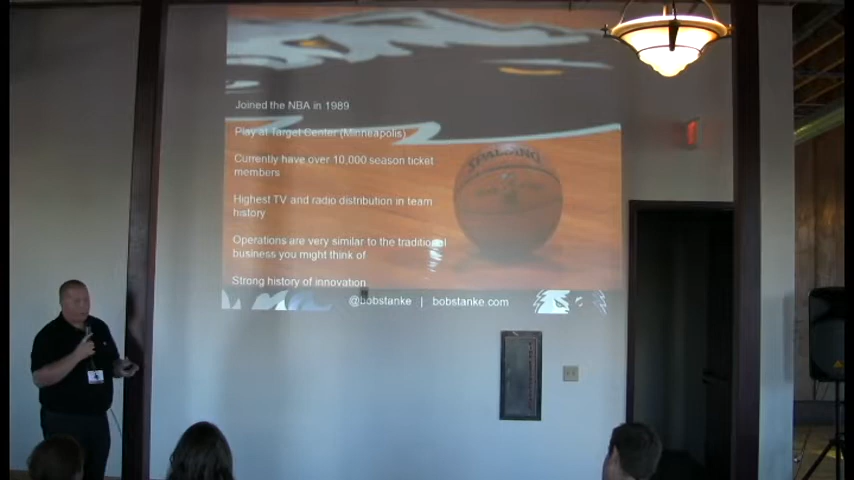 Joined the NBA in 1989
Play at Target Center (Minneapolis)
Currently have over 10,000 season ticket
members
Highest TV and radio distribution in team
history
Operations are very similar to the traditional
business you might think of
Strong history of innovation
@bobstanke | bobstanke.com
SPALDING